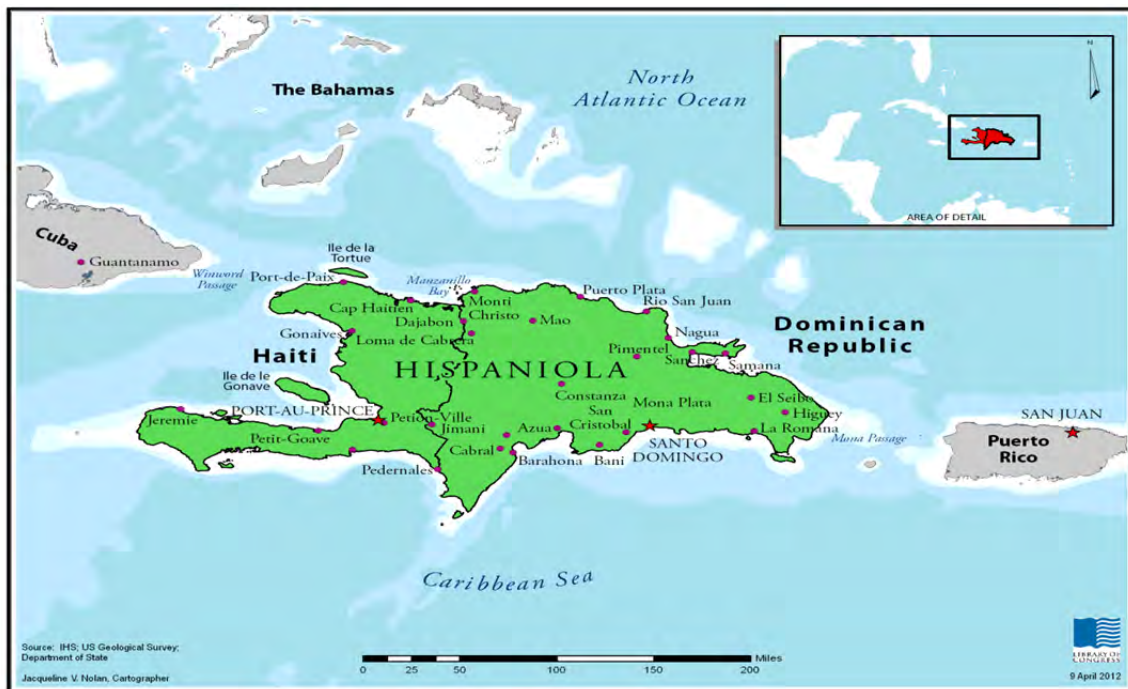 North
Atlantic Ocean
The Bahamas
N
AREA OF DETAIL
Cuba
Guantanamo
Winword
Passage
Ile de la
Tortue
Port-de-Paix
Manzanillo
Bay
Cap Haitien
Monti
Christo
Dajabon
Mao
Puerto Plata
Rio San Juan
Gonaives
Loma de Cabrera
Nagua
Dominican
Republic
Haiti
HISPANIOLA
Pimentel
Sanchez
Samana
Ile de le
Gonave
Constanza
El Seibo
PORT-AU-PRINCE
Petion-Ville
San
Cristobal
Mona Plata
Higuey
Jeremie
Jimani
Azua
La Romana
Petit-Goave
Cabral
Barahona
Bani
SANTO
DOMINGO
Mona Passage
SAN JUAN
Puerto
Rico
Pedernales
Caribbean Sea
Source: IHS; US Geological Survey;
Department of State
Jacqueline V. Nolan, Cartographer
Miles
0 25 50 100 150 200
LIBRARY OF
CONGRESS
9 April 2012